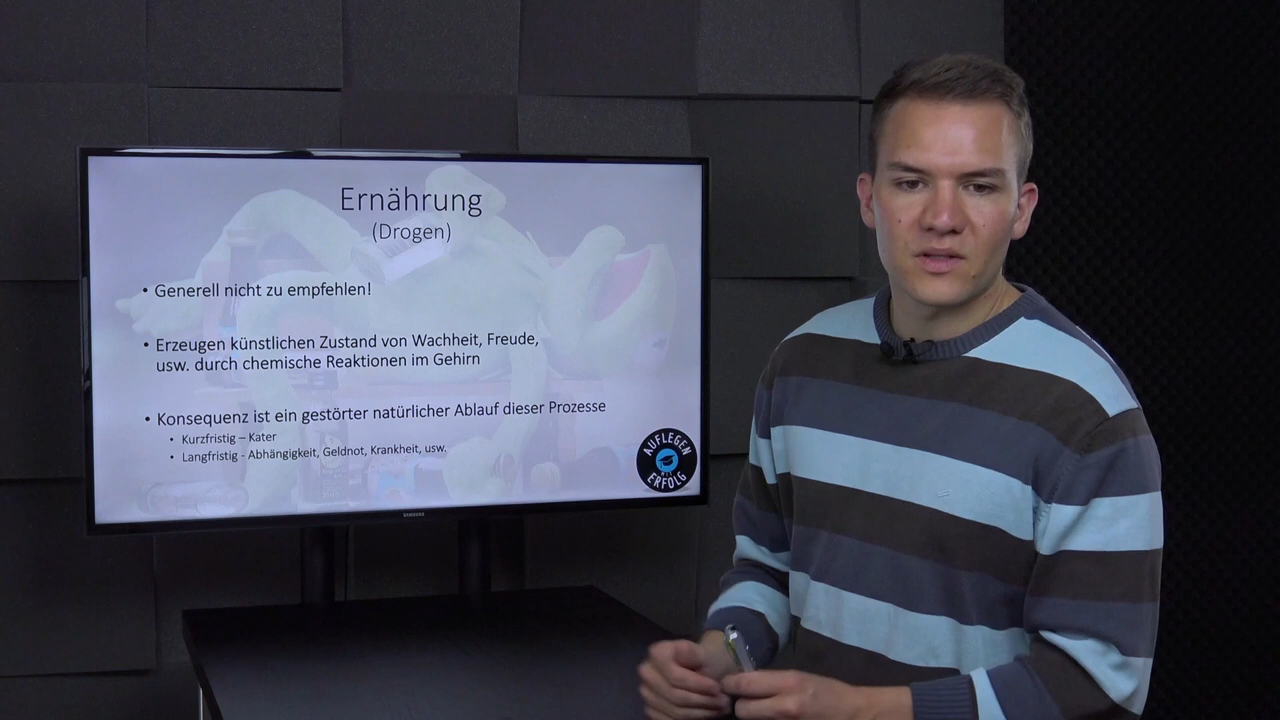 Ernährung
(Drogen)
• Generell nicht zu empfehlen!
• Erzeugen künstlichen Zustand von Wachheit, Freude,
usw. durch chemische Reaktionen im Gehirn
• Konsequenz ist ein gestörter natürlicher Ablauf dieser Prozesse
• Kurzfristig – Kater
• Langfristig - Abhängigkeit, Geldnot, Krankheit, usw.
AUFLEGEN
MIT
ERFOLG
SAMSUNG